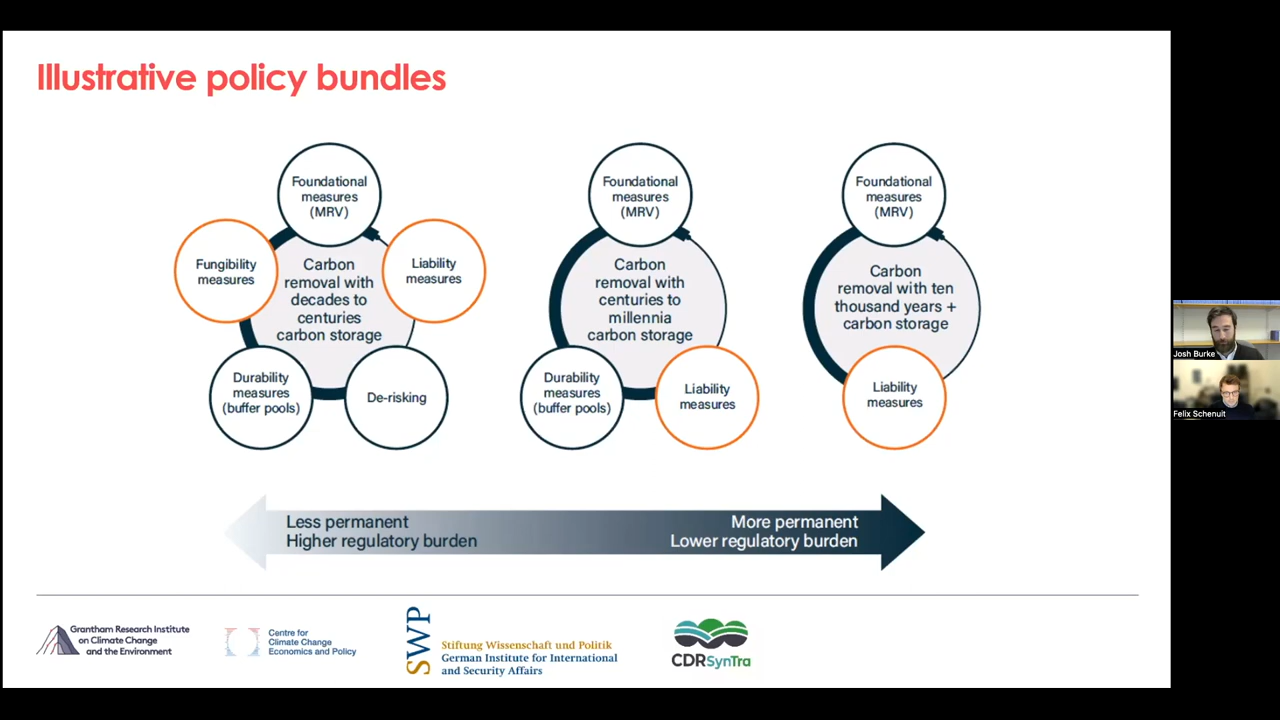 Illustrative policy bundles
Foundational
measures
(MRV)
Fungibility
measures
Liability
measures
Carbon
removal with
decades to
centuries
carbon storage
Durability
measures
(buffer pools)
De-risking
Foundational
measures
(MRV)
Carbon
removal with
centuries to
millennia
carbon storage
Durability
measures
(buffer pools)
Liability
measures
Foundational
measures
(MRV)
Carbon
removal with ten
thousand years +
carbon storage
Liability
measures
Less permanent
Higher regulatory burden
More permanent
Lower regulatory burden
Grantham Research Institute
on Climate Change
and the Environment
Centre for
Climate Change
Economics and Policy
SWP
Stiftung Wissenschaft und Politik
German Institute for International
and Security Affairs
CDRSynTra
Josh Burke
Felix Schenuit